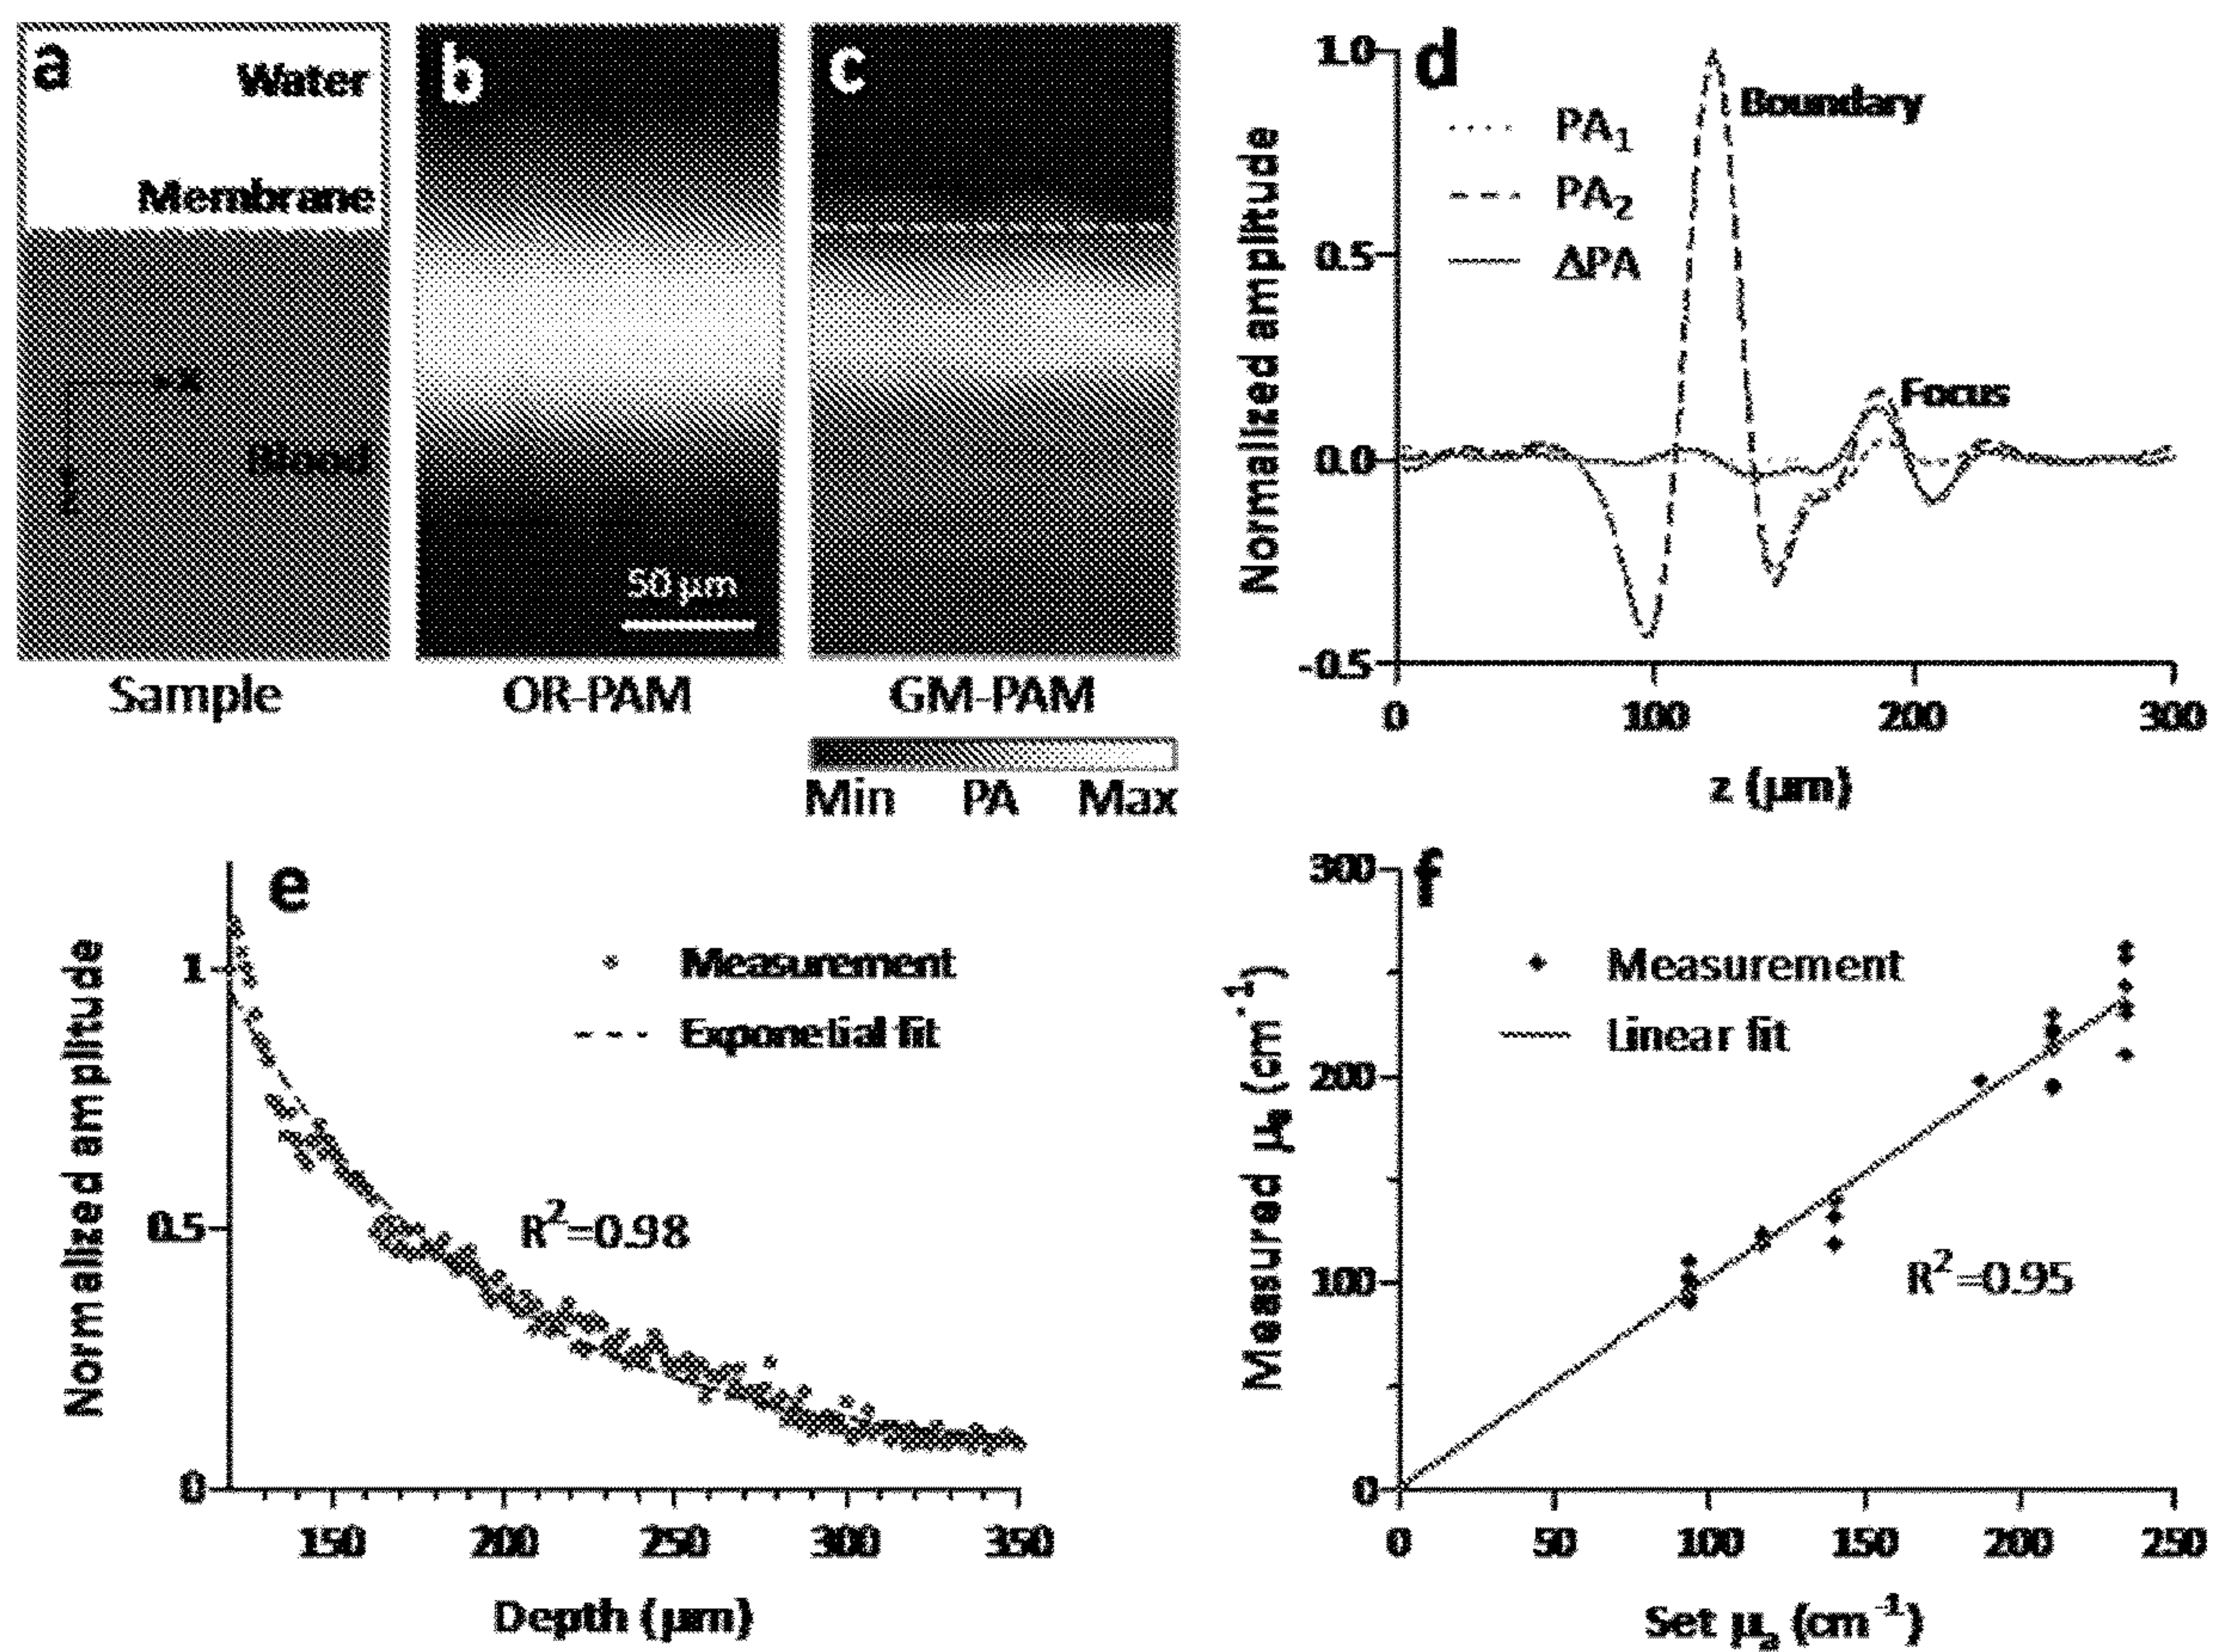 a
Water
Membrane
x
Blood
z
Sample
b
50 μm
OR-PAM
c
GM-PAM
Min PA Max
d
Normalized amplitude
1.0
0.5
0.0
-0.5
PA₁
PA₂
ΔPA
Boundary
Focus
0 100 200 300
z (μm)
e
Normalized amplitude
1
0.5
0
Measurement
Exponetial fit
R²=0.98
150 200 250 300 350
Depth (μm)
f
Measured μₐ (cm⁻¹)
300
200
100
0
Measurement
Linear fit
R²=0.95
0 50 100 150 200 250
Set μₐ (cm⁻¹)